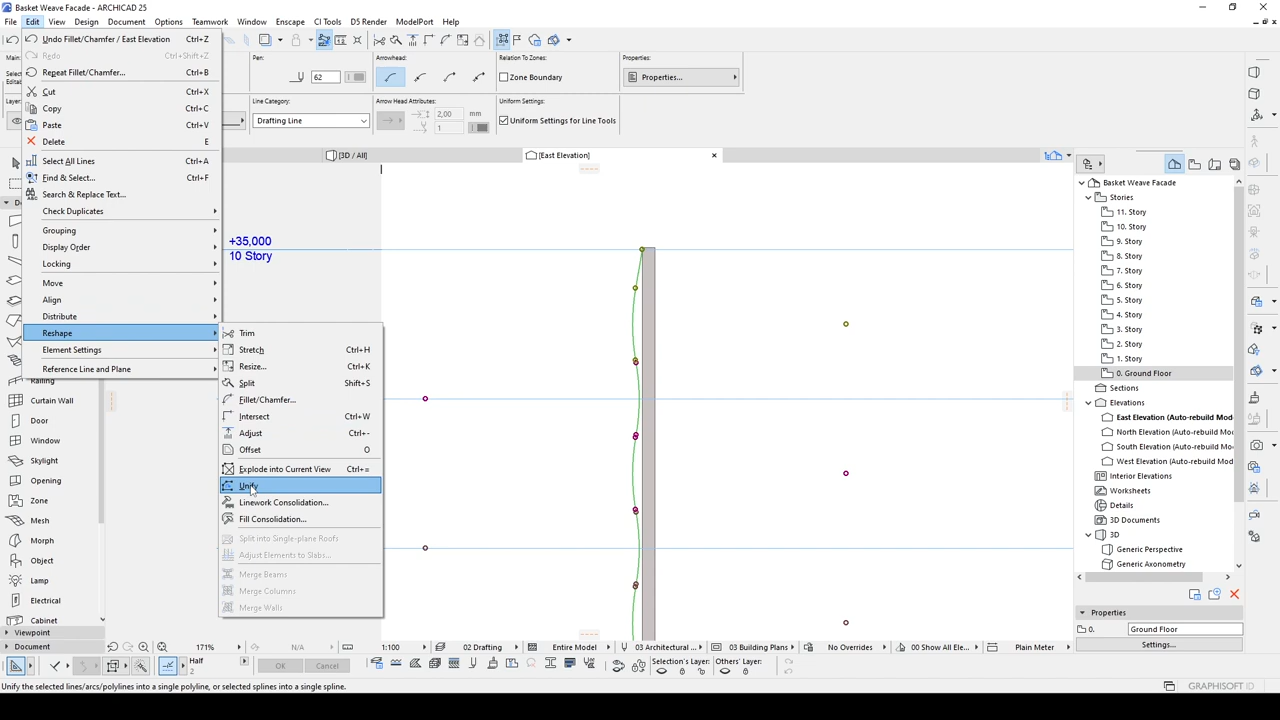 Basket Weave Facade - ARCHICAD 25
File Edit View Design Document Options Teamwork Window Enscape CI Tools D5 Render ModelPort Help
Undo Fillet/Chamfer / East Elevation Ctrl+Z
Redo Ctrl+Shift+Z
Repeat Fillet/Chamfer... Ctrl+B
Cut Ctrl+X
Copy Ctrl+C
Paste Ctrl+V
Delete E
Select All Lines Ctrl+A
Find & Select... Ctrl+F
Search & Replace Text...
Check Duplicates
Grouping
Display Order
Locking
Move
Align
Distribute
Reshape
Element Settings
Reference Line and Plane
Trim
Stretch Ctrl+H
Resize... Ctrl+K
Split Shift+S
Fillet/Chamfer...
Intersect Ctrl+W
Adjust Ctrl+-
Offset O
Explode into Current View Ctrl+=
Unify
Linework Consolidation...
Fill Consolidation...
Split into Single-plane Roofs
Adjust Elements to Slabs...
Merge Beams
Merge Columns
Merge Walls
Main:
Layer:
Pen:
62
Line Category:
Drafting Line
Arrowhead:
Arrow Head Attributes:
2,00 mm
1
Relation To Zones:
Zone Boundary
Uniform Settings:
Uniform Settings for Line Tools
Properties:
Properties...
[3D / All]
[East Elevation]
+35,000
10 Story
Railing
Curtain Wall
Door
Window
Skylight
Opening
Zone
Mesh
Morph
Object
Lamp
Electrical
Cabinet
Viewpoint
Document
Basket Weave Facade
Stories
11. Story
10. Story
9. Story
8. Story
7. Story
6. Story
5. Story
4. Story
3. Story
2. Story
1. Story
0. Ground Floor
Sections
Elevations
East Elevation (Auto-rebuild Mod
North Elevation (Auto-rebuild Mo
South Elevation (Auto-rebuild Mo
West Elevation (Auto-rebuild Mo
Interior Elevations
Worksheets
Details
3D Documents
3D
Generic Perspective
Generic Axonometry
Properties
0. Ground Floor
Settings...
171% N/A 1:100 02 Drafting Entire Model 03 Architectural ... 03 Building Plans No Overrides 00 Show All Ele... Plain Meter
Half
2
OK Cancel
Selection's Layer: Others' Layer:
Unify the selected lines/arcs/polylines into a single polyline, or selected splines into a single spline.
GRAPHISOFT ID